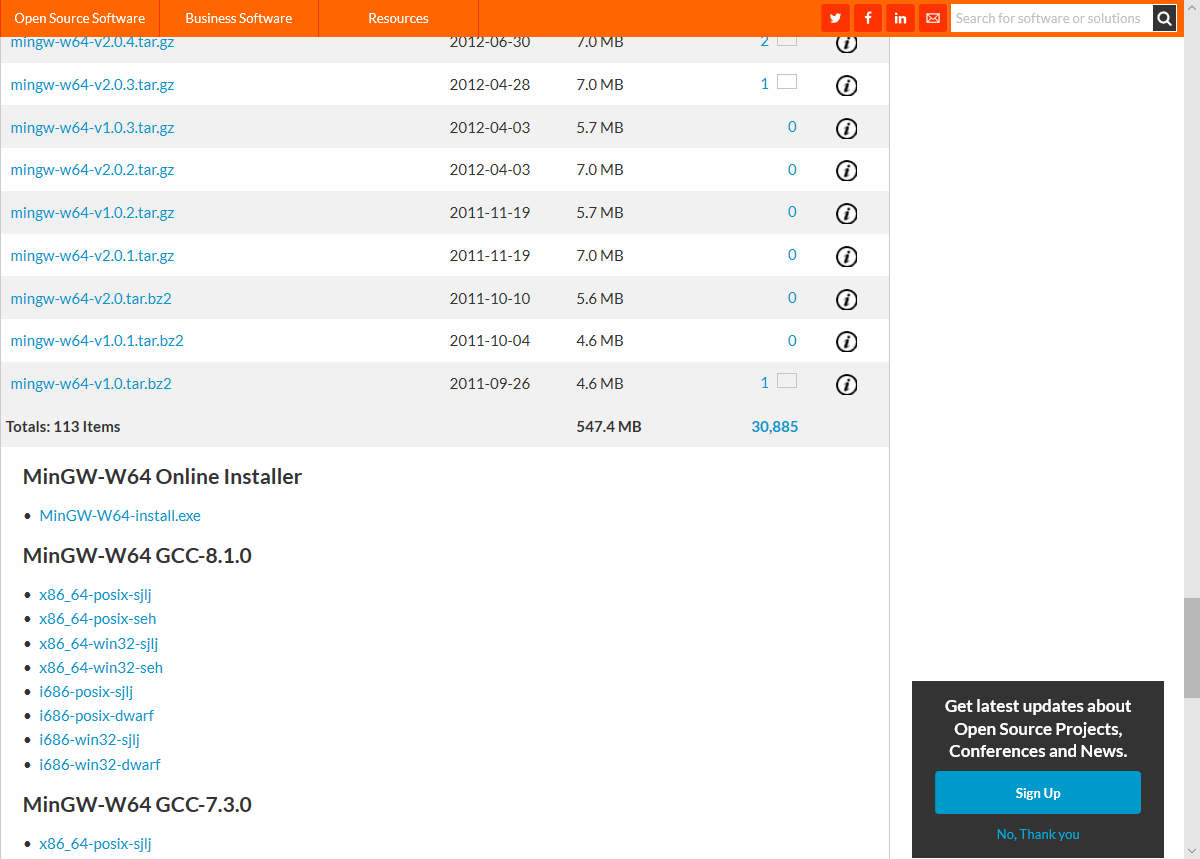 Open Source Software Business Software Resources Search for software or solutions
mingw-w64-v2.0.4.tar.gz 2012-06-30 7.0 MB 2
mingw-w64-v2.0.3.tar.gz 2012-04-28 7.0 MB 1
mingw-w64-v1.0.3.tar.gz 2012-04-03 5.7 MB 0
mingw-w64-v2.0.2.tar.gz 2012-04-03 7.0 MB 0
mingw-w64-v1.0.2.tar.gz 2011-11-19 5.7 MB 0
mingw-w64-v2.0.1.tar.gz 2011-11-19 7.0 MB 0
mingw-w64-v2.0.tar.bz2 2011-10-10 5.6 MB 0
mingw-w64-v1.0.1.tar.bz2 2011-10-04 4.6 MB 0
mingw-w64-v1.0.tar.bz2 2011-09-26 4.6 MB 1
Totals: 113 Items 547.4 MB 30,885
MinGW-W64 Online Installer
• MinGW-W64-install.exe
MinGW-W64 GCC-8.1.0
• x86_64-posix-sjlj
• x86_64-posix-seh
• x86_64-win32-sjlj
• x86_64-win32-seh
• i686-posix-sjlj
• i686-posix-dwarf
• i686-win32-sjlj
• i686-win32-dwarf
MinGW-W64 GCC-7.3.0
• x86_64-posix-sjlj
Get latest updates about
Open Source Projects,
Conferences and News.
Sign Up
No, Thank you